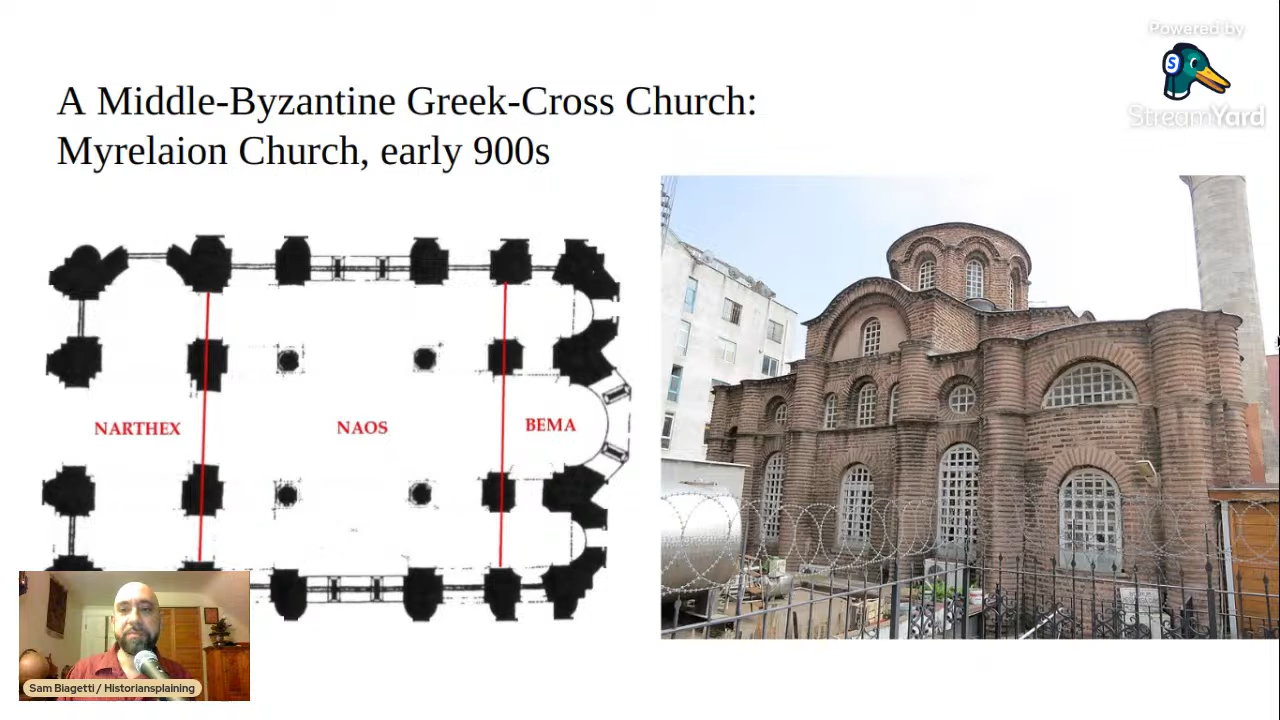 Powered by
StreamYard
A Middle-Byzantine Greek-Cross Church:
Myrelaion Church, early 900s
NARTHEX
NAOS
BEMA
Sam Biagetti / Historiansplaining